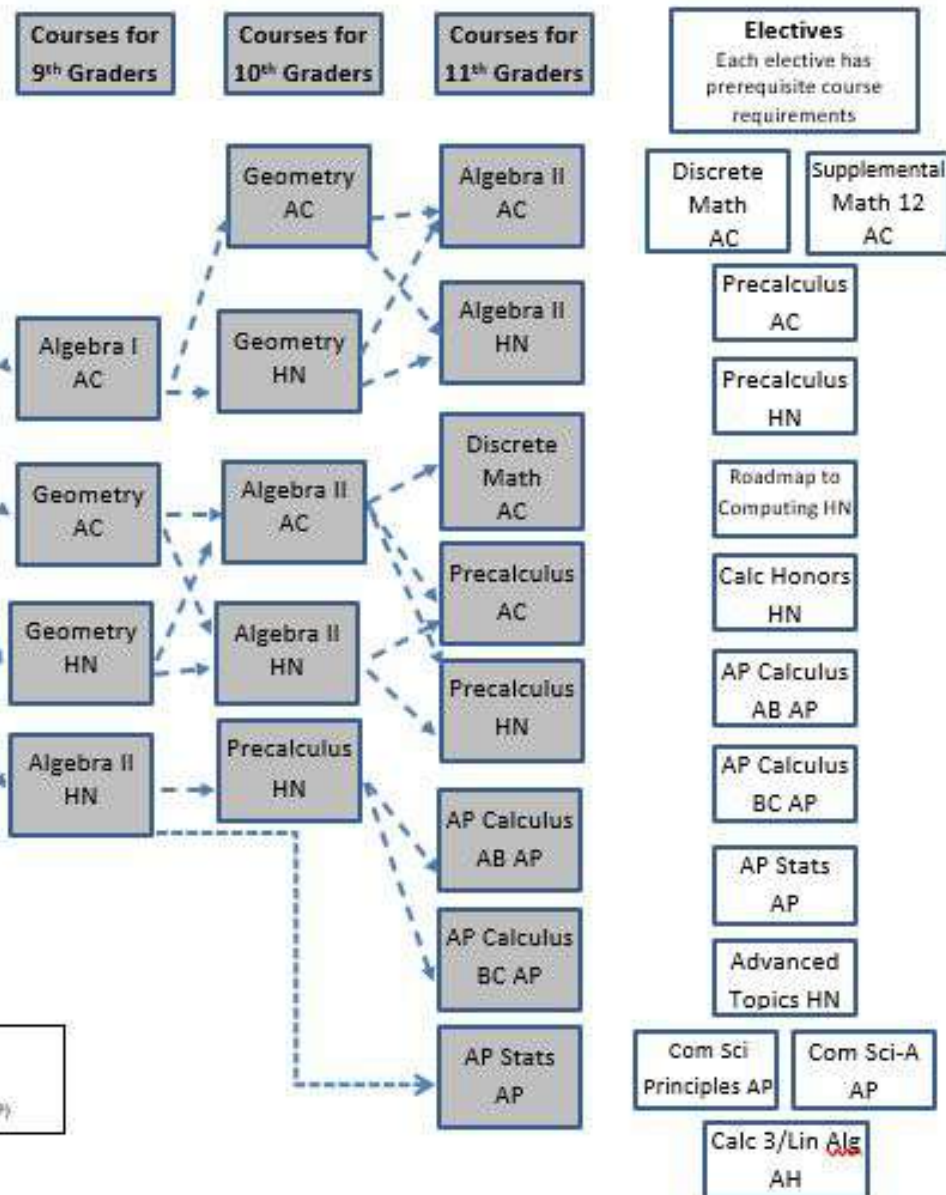 Courses for
9th Graders
Courses for
10th Graders
Courses for
11th Graders
Electives
Each elective has
prerequisite course
requirements
Geometry
AC
Algebra II
AC
Discrete
Math
AC
Supplemental
Math 12
AC
Algebra I
AC
Geometry
HN
Algebra II
HN
Precalculus
AC
Precalculus
HN
Geometry
AC
Algebra II
AC
Discrete
Math
AC
Roadmap to
Computing HN
Geometry
HN
Algebra II
HN
Precalculus
AC
Calc Honors
HN
Precalculus
HN
AP Calculus
AB AP
Algebra II
HN
Precalculus
HN
AP Calculus
AB AP
AP Calculus
BC AP
AP Calculus
BC AP
AP Stats
AP
Advanced
Topics HN
AP Stats
AP
Com Sci
Principles AP
Com Sci-A
AP
Calc 3/Lin Alg
AH